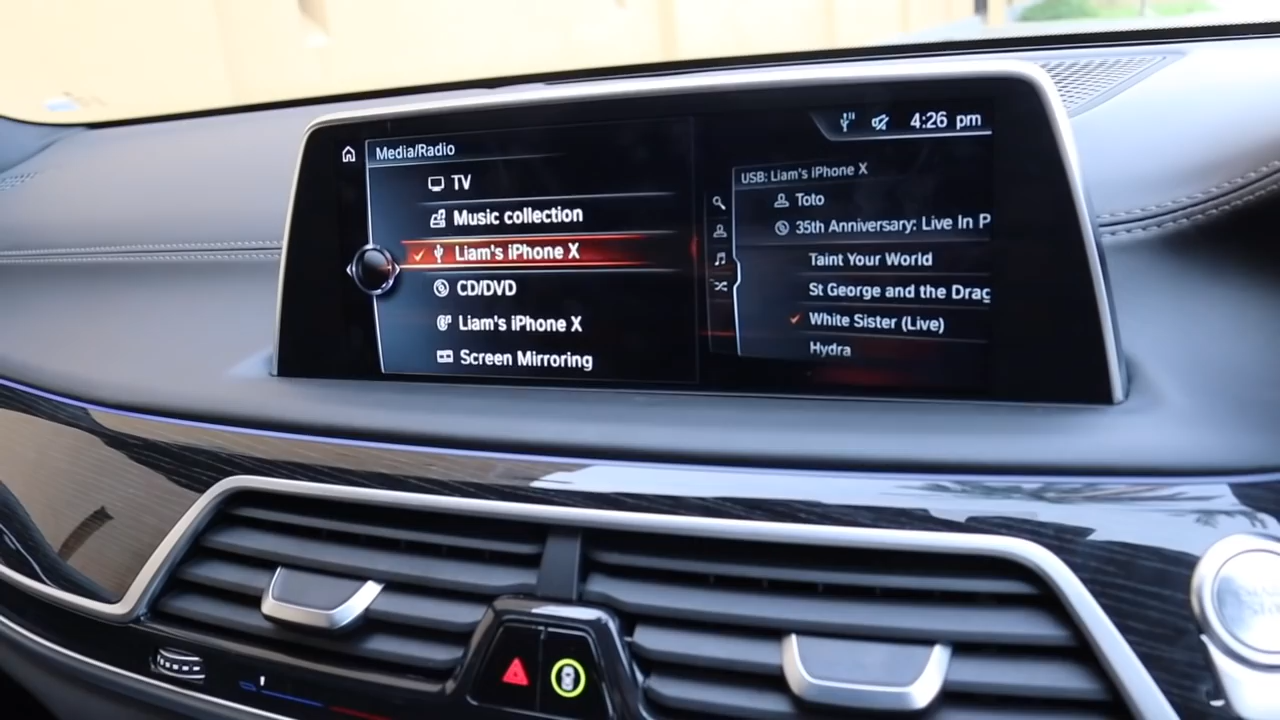 4:26 pm
Media/Radio
TV
Music collection
Liam's iPhone X
CD/DVD
Liam's iPhone X
Screen Mirroring
USB: Liam's iPhone X
Toto
35th Anniversary: Live In P
Taint Your World
St George and the Drag
White Sister (Live)
Hydra